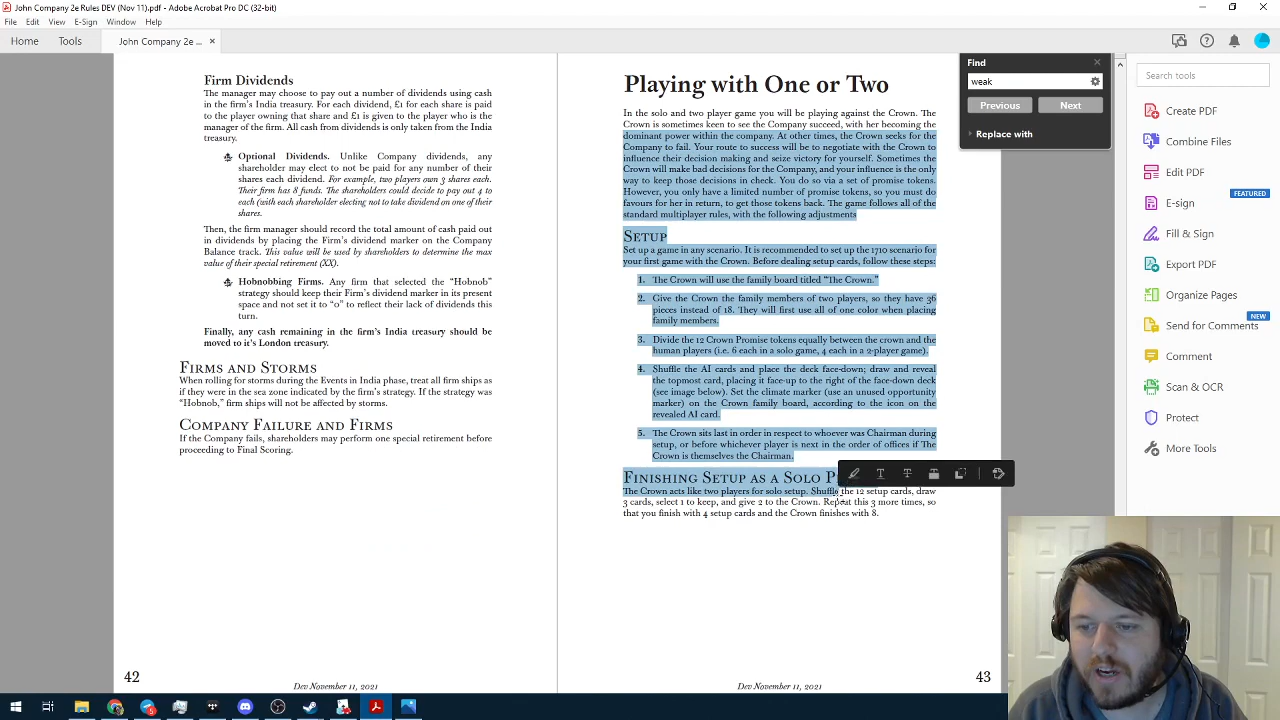 John Company 2e Rules DEV (Nov 11).pdf - Adobe Acrobat Pro DC (32-bit)
File Edit View E-Sign Window Help
Home Tools John Company 2e ... ×
Firm Dividends
The manager may choose to pay out a number of dividends using cash
in the firm's India treasury. For each dividend, £1 for each share is paid
to the player owning that share and £1 is given to the player who is the
manager of the firm. All cash from dividends is only taken from the India
treasury.
Optional Dividends. Unlike Company dividends, any
shareholder may elect to not be paid for any number of their
shares each dividend. For example, two players own 3 shares each.
Their firm has 8 funds. The shareholders could decide to pay out 4 to
each (with each shareholder electing not to take dividend on one of their
shares.
Then, the firm manager should record the total amount of cash paid out
in dividends by placing the Firm's dividend marker on the Company
Balance track. This value will be used by shareholders to determine the max
value of their special retirement (XX).
Hobnobbing Firms. Any firm that selected the "Hobnob"
strategy should keep their Firm's dividend marker in its present
space and not set it to "0" to reflect their lack of dividends this
turn.
Finally, any cash remaining in the firm's India treasury should be
moved to it's London treasury.
Firms and Storms
When rolling for storms during the Events in India phase, treat all firm ships as
if they were in the sea zone indicated by the firm's strategy. If the strategy was
"Hobnob," firm ships will not be affected by storms.
Company Failure and Firms
If the Company fails, shareholders may perform one special retirement before
proceeding to Final Scoring.
42
Dev November 11, 2021
Playing with One or Two
In the solo and two player game you will be playing against the Crown. The
Crown is sometimes keen to see the Company succeed, with her becoming the
dominant power within the company. At other times, the Crown seeks for the
Company to fail. Your route to success will be to negotiate with the Crown to
influence their decision making and seize victory for yourself. Sometimes the
Crown will make bad decisions for the Company, and your influence is the only
way to keep those decisions in check. You do so via a set of promise tokens.
However, you only have a limited number of promise tokens, so you must do
favours for her in return, to get those tokens back. The game follows all of the
standard multiplayer rules, with the following adjustments
Setup
Set up a game in any scenario. It is recommended to set up the 1710 scenario for
your first game with the Crown. Before dealing setup cards, follow these steps:
1. The Crown will use the family board titled "The Crown."
2. Give the Crown the family members of two players, so they have 36
pieces instead of 18. They will first use all of one color when placing
family members.
3. Divide the 12 Crown Promise tokens equally between the crown and the
human players (i.e. 6 each in a solo game, 4 each in a 2-player game).
4. Shuffle the AI cards and place the deck face-down; draw and reveal
the topmost card, placing it face-up to the right of the face-down deck
(see image below). Set the climate marker (use an unused opportunity
marker) on the Crown family board, according to the icon on the
revealed AI card.
5. The Crown sits last in order in respect to whoever was Chairman during
setup, or before whichever player is next in the order of offices if The
Crown is themselves the Chairman.
Finishing Setup as a Solo P
The Crown acts like two players for solo setup. Shuffle the 12 setup cards, draw
3 cards, select 1 to keep, and give 2 to the Crown. Repeat this 3 more times, so
that you finish with 4 setup cards and the Crown finishes with 8.
Dev November 11, 2021
43
Find
weak
Previous Next
Replace with
Search tools
Create PDF
Combine Files
Edit PDF
FEATURED
E-sign
Fill & Sign
Export PDF
Organize Pages
NEW
Send for Comments
Comment
Scan & OCR
Protect
More Tools